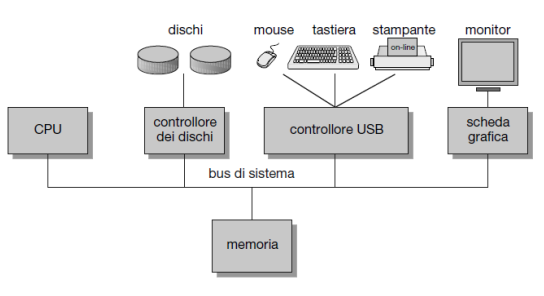 dischi
mouse
tastiera
stampante
monitor
on-line
CPU
controllore
dei dischi
controllore USB
scheda
grafica
bus di sistema
memoria